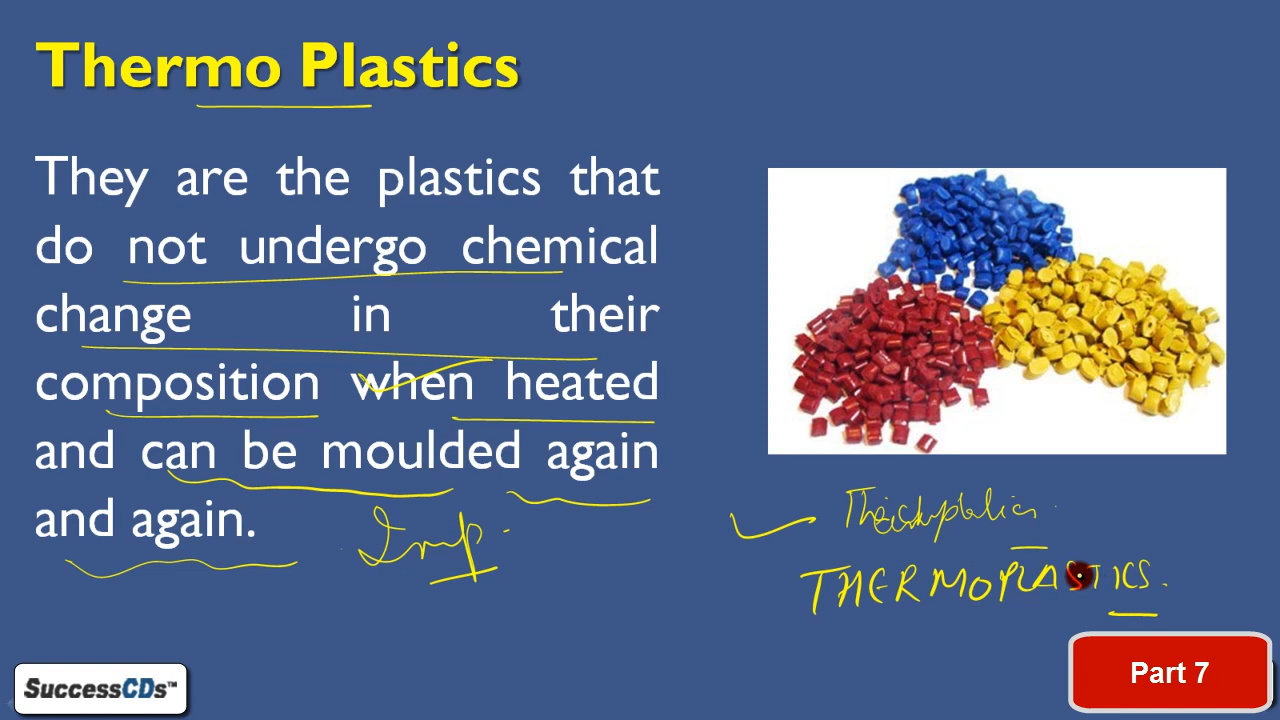 Thermo Plastics
They are the plastics that
do not undergo chemical
change in their
composition when heated
and can be moulded again
and again.
Imp.
THERMOPLASTICS.
SuccessCDs™
Part 7